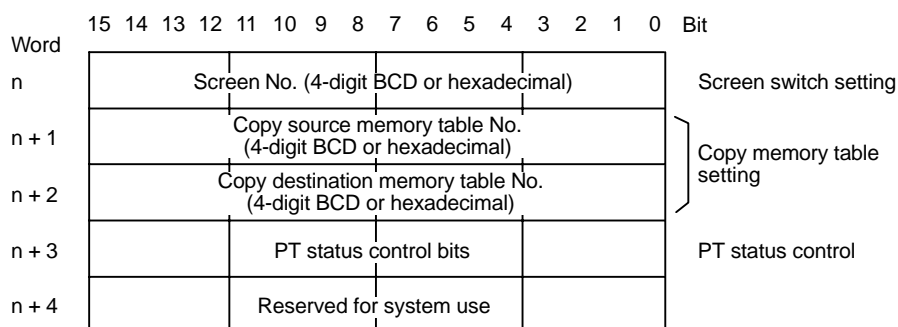 15 14 13 12 11 10 9 8 7 6 5 4 3 2 1 0 Bit
Word
n Screen No. (4-digit BCD or hexadecimal) Screen switch setting
n + 1 Copy source memory table No.
(4-digit BCD or hexadecimal)
Copy memory table
setting
n + 2 Copy destination memory table No.
(4-digit BCD or hexadecimal)
n + 3 PT status control bits PT status control
n + 4 Reserved for system use